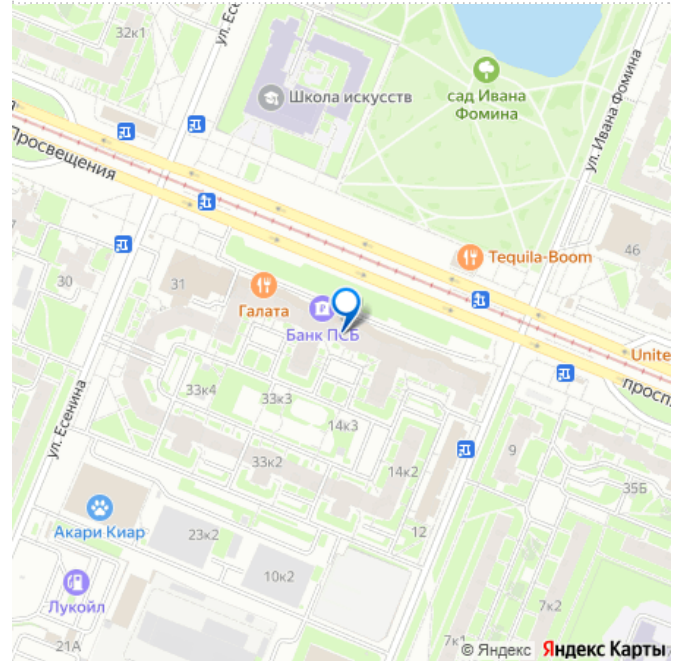 32к1
ул. Есе
Школа искусств
сад Ивана
Фомина
ул. Ивана Фомина
я
Просвещения
46
Tequila-Boom
30
31
Галата
Банк ПСБ
Unite
просп.
ул. Есенина
33к4
33к3
14к3
33к2
14к2
9
35Б
12
Акари Киар
23к2
10к2
Лукойл
7к2
21А
7к1
© Яндекс Яндекс Карты